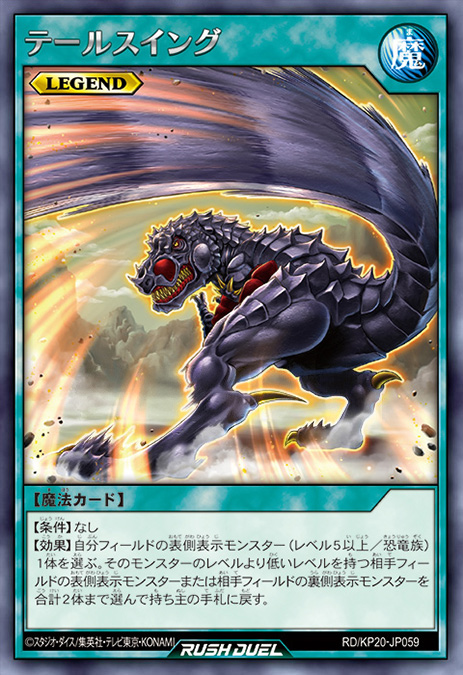 テールスイング
魔
ま
LEGEND
【魔法カード】
【条件】なし
【効果】自分フィールドの表側表示モンスター（レベル5以上／恐竜族）
1体を選ぶ。そのモンスターのレベルより低いレベルを持つ相手フィー
ルドの表側表示モンスターまたは相手フィールドの裏側表示モンスターを
合計2体まで選んで持ち主の手札に戻す。
©スタジオ・ダイス/集英社・テレビ東京・KONAMI
RUSH DUEL
RD/KP20-JP059